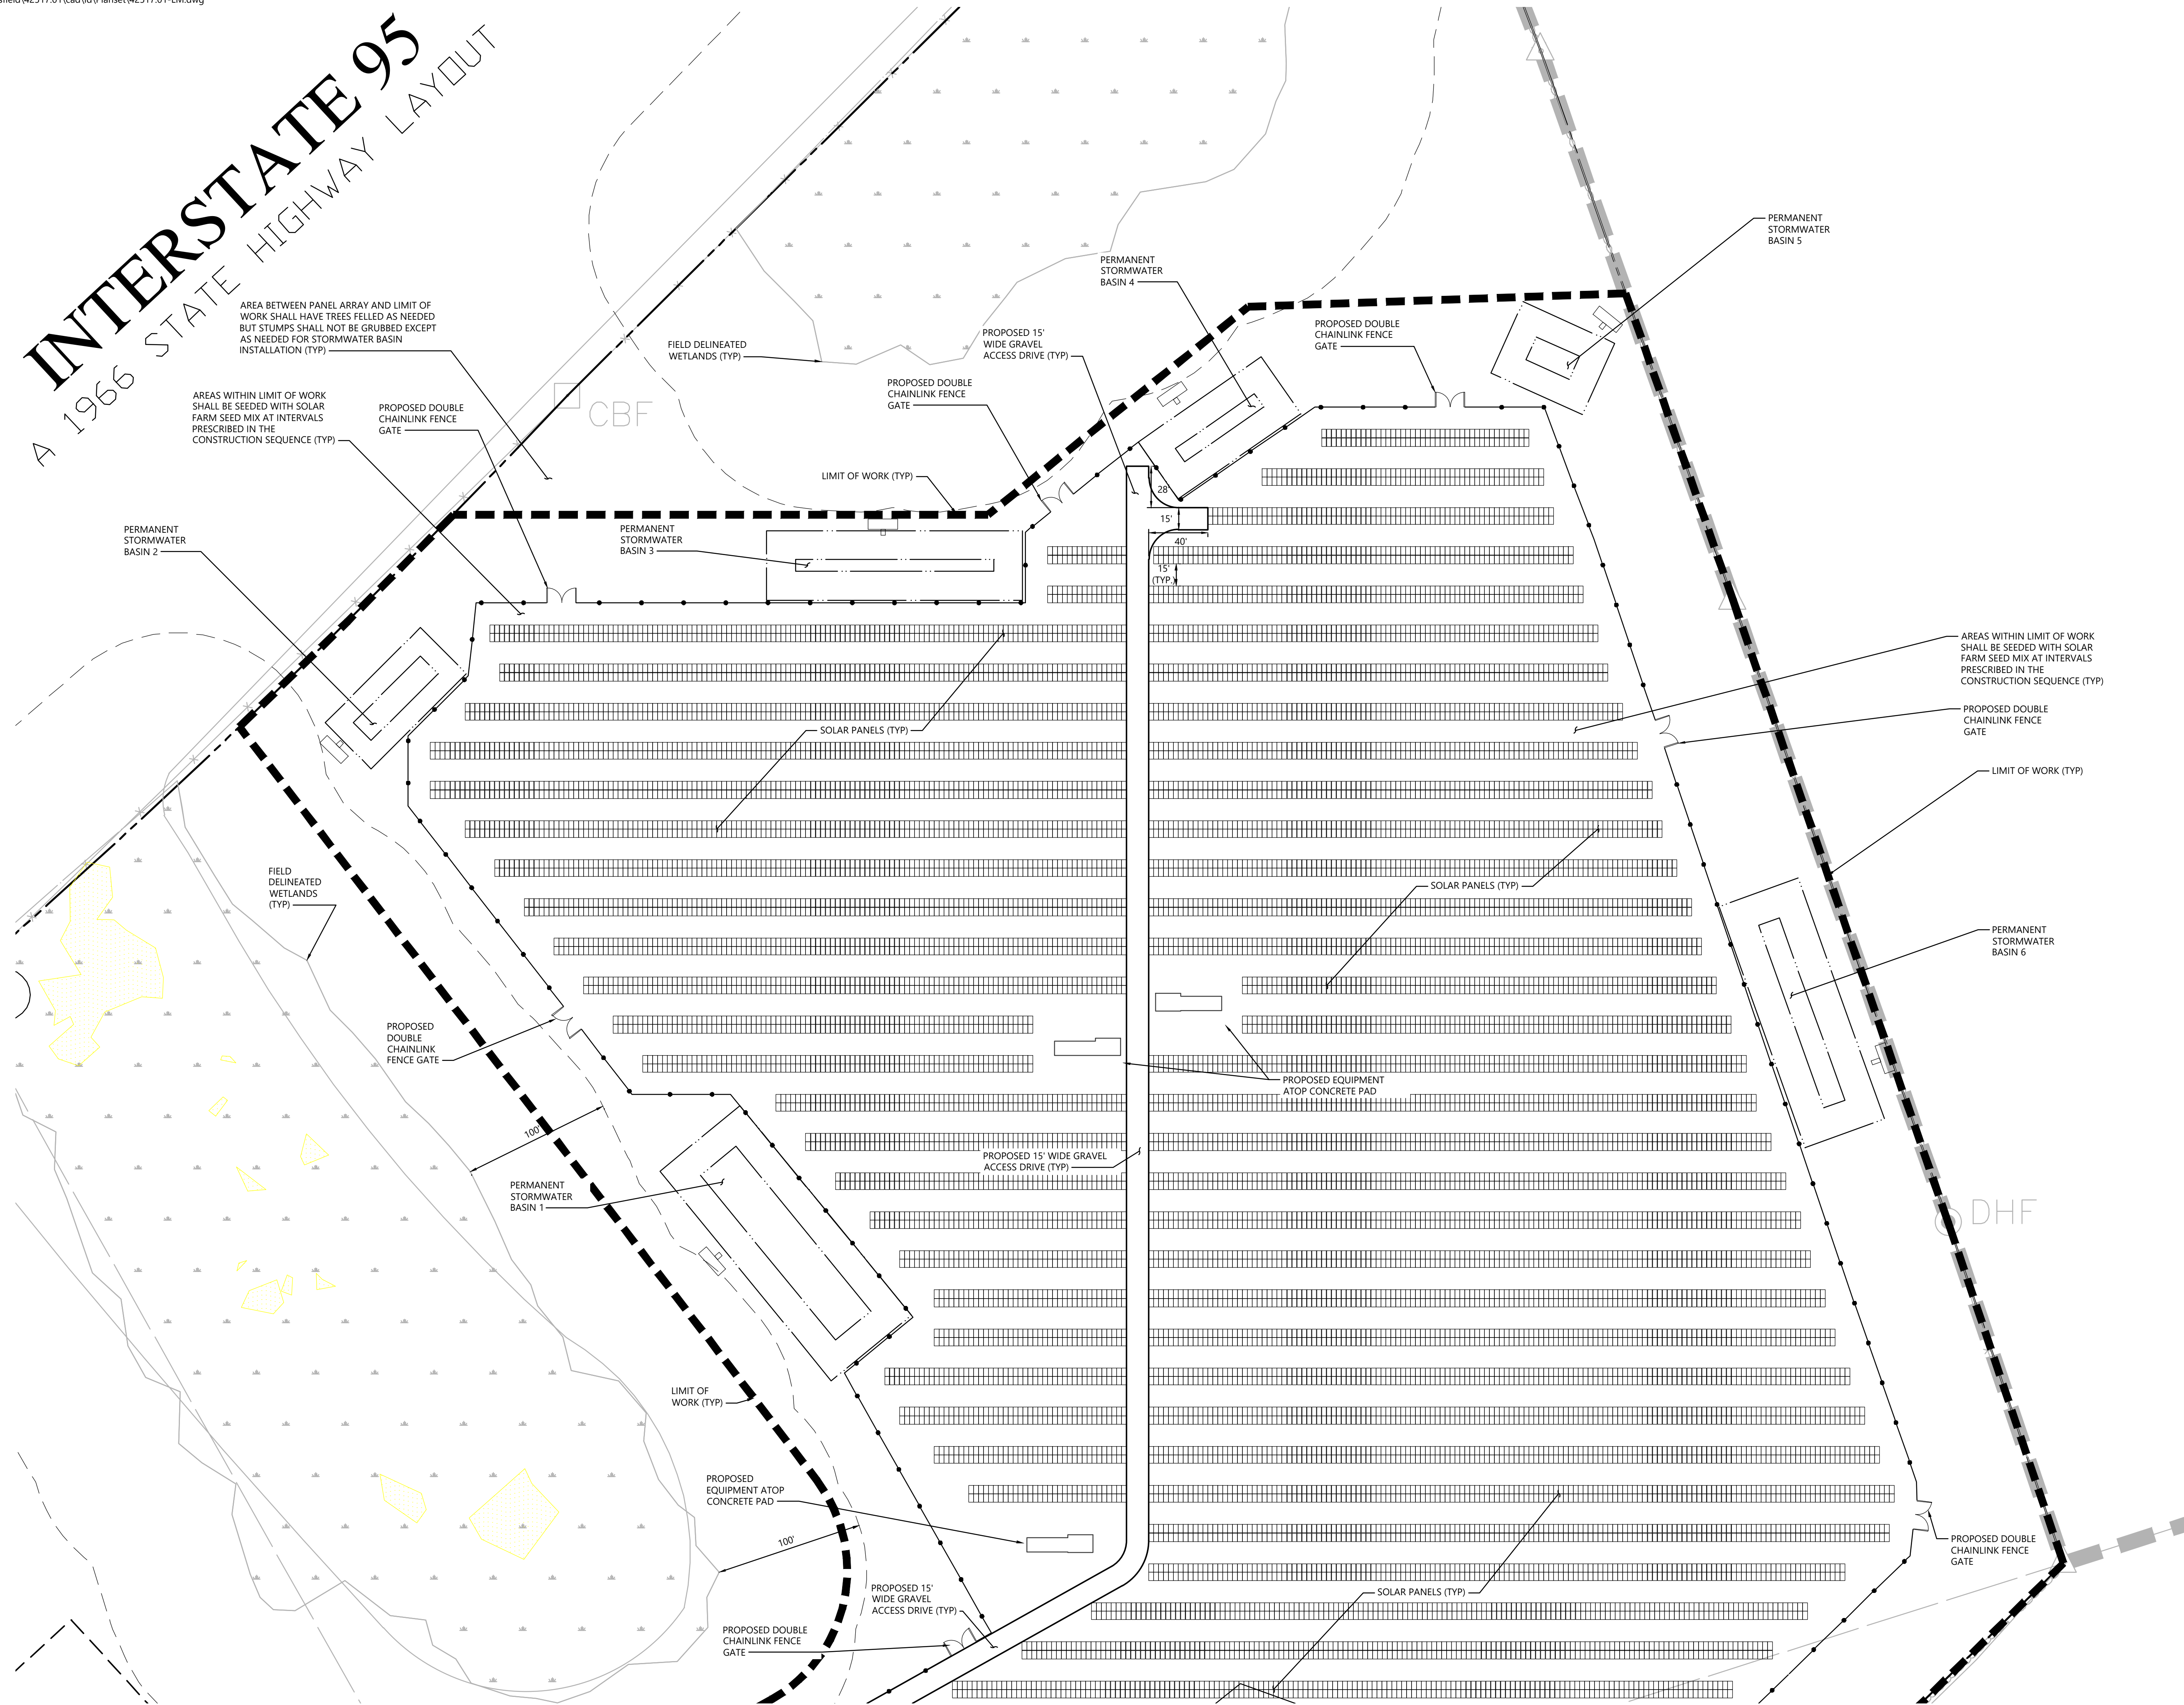 INTERSTATE 95
A 1966 STATE HIGHWAY LAYOUT
AREA BETWEEN PANEL ARRAY AND LIMIT OF
WORK SHALL HAVE TREES FELLED AS NEEDED
BUT STUMPS SHALL NOT BE GRUBBED EXCEPT
AS NEEDED FOR STORMWATER BASIN
INSTALLATION (TYP)
AREAS WITHIN LIMIT OF WORK
SHALL BE SEEDED WITH SOLAR
FARM SEED MIX AT INTERVALS
PRESCRIBED IN THE
CONSTRUCTION SEQUENCE (TYP)
PROPOSED DOUBLE
CHAINLINK FENCE
GATE
CBF
FIELD DELINEATED
WETLANDS (TYP)
PROPOSED DOUBLE
CHAINLINK FENCE
GATE
PROPOSED 15'
WIDE GRAVEL
ACCESS DRIVE (TYP)
PERMANENT
STORMWATER
BASIN 4
PROPOSED DOUBLE
CHAINLINK FENCE
GATE
PERMANENT
STORMWATER
BASIN 5
LIMIT OF WORK (TYP)
PERMANENT
STORMWATER
BASIN 2
PERMANENT
STORMWATER
BASIN 3
28'
15'
40'
15'
(TYP.)
AREAS WITHIN LIMIT OF WORK
SHALL BE SEEDED WITH SOLAR
FARM SEED MIX AT INTERVALS
PRESCRIBED IN THE
CONSTRUCTION SEQUENCE (TYP)
PROPOSED DOUBLE
CHAINLINK FENCE
GATE
LIMIT OF WORK (TYP)
SOLAR PANELS (TYP)
SOLAR PANELS (TYP)
FIELD
DELINEATED
WETLANDS
(TYP)
PERMANENT
STORMWATER
BASIN 6
PROPOSED
DOUBLE
CHAINLINK
FENCE GATE
PROPOSED EQUIPMENT
ATOP CONCRETE PAD
100'
PROPOSED 15' WIDE GRAVEL
ACCESS DRIVE (TYP)
PERMANENT
STORMWATER
BASIN 1
DHF
LIMIT OF
WORK (TYP)
PROPOSED
EQUIPMENT ATOP
CONCRETE PAD
100'
PROPOSED DOUBLE
CHAINLINK FENCE
GATE
PROPOSED 15'
WIDE GRAVEL
ACCESS DRIVE (TYP)
SOLAR PANELS (TYP)
PROPOSED DOUBLE
CHAINLINK FENCE
GATE